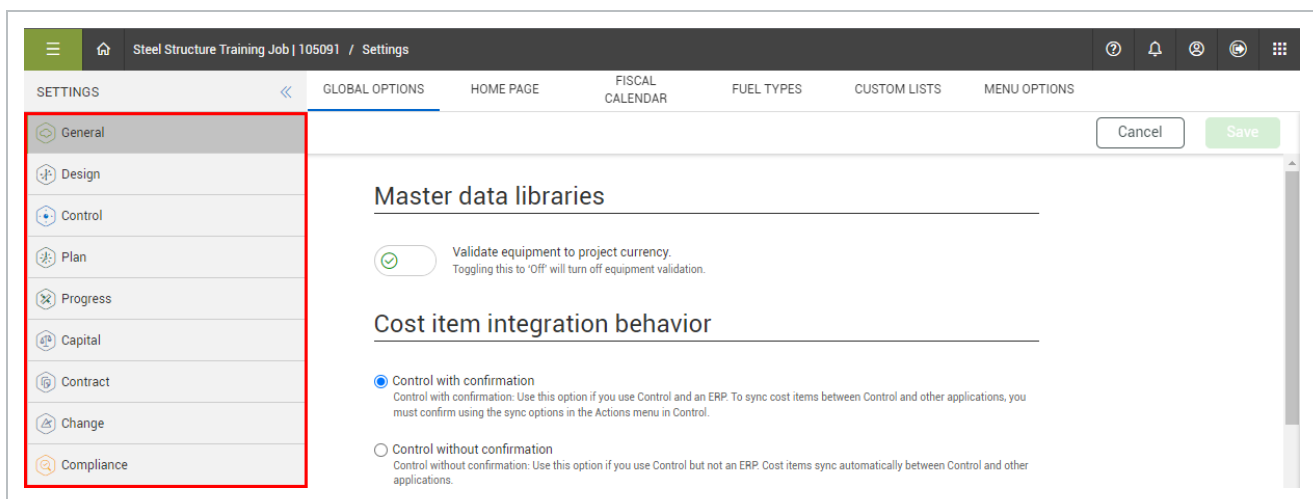 Steel Structure Training Job | 105091 / Settings
SETTINGS
GLOBAL OPTIONS
HOME PAGE
FISCAL
CALENDAR
FUEL TYPES
CUSTOM LISTS
MENU OPTIONS
General
Design
Control
Plan
Progress
Capital
Contract
Change
Compliance
Cancel
Save
Master data libraries
Validate equipment to project currency.
Toggling this to 'Off' will turn off equipment validation.
Cost item integration behavior
Control with confirmation
Control with confirmation: Use this option if you use Control and an ERP. To sync cost items between Control and other applications, you
must confirm using the sync options in the Actions menu in Control.
Control without confirmation
Control without confirmation: Use this option if you use Control but not an ERP. Cost items sync automatically between Control and other
applications.